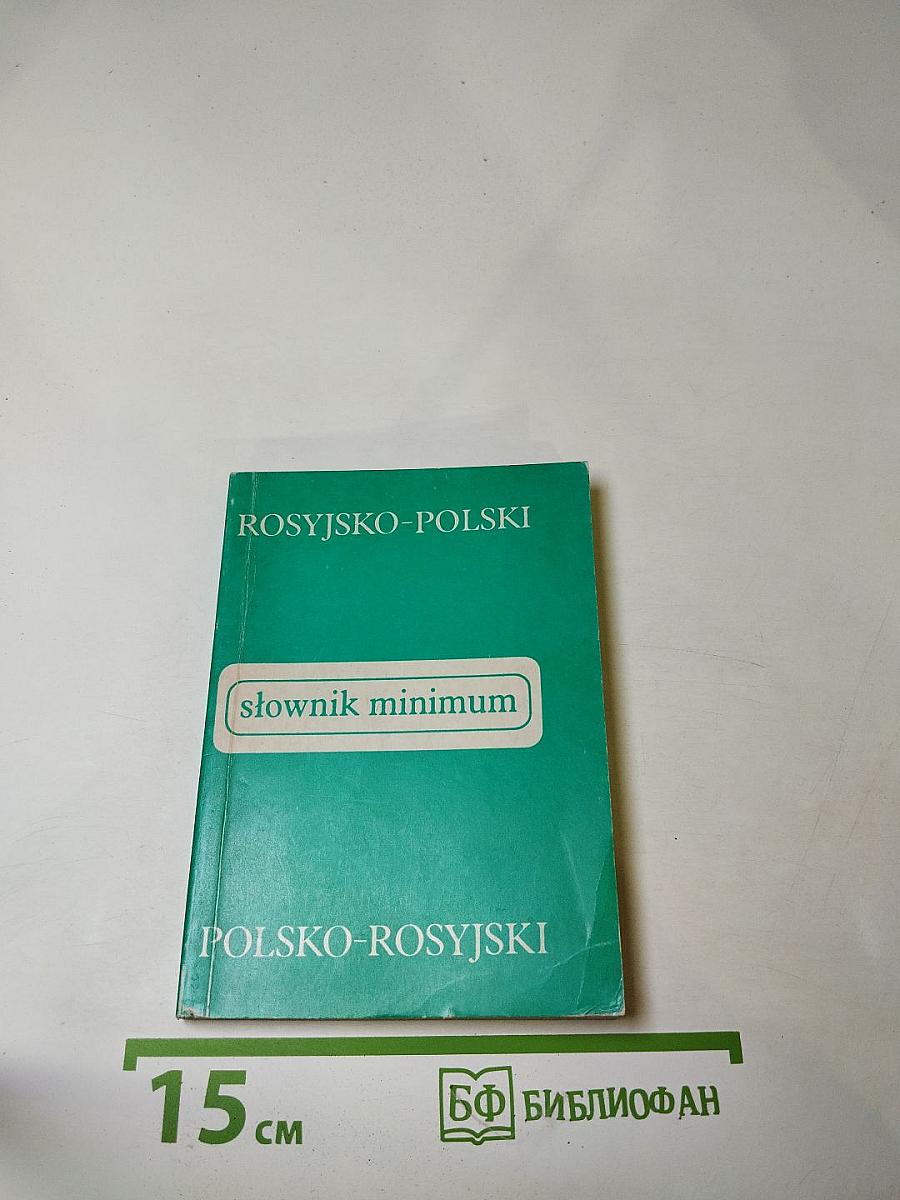 ROSYJSKO-POLSKI
słownik minimum
POLSKO-ROSYJSKI
15 см
БФ БИБЛИОФАН